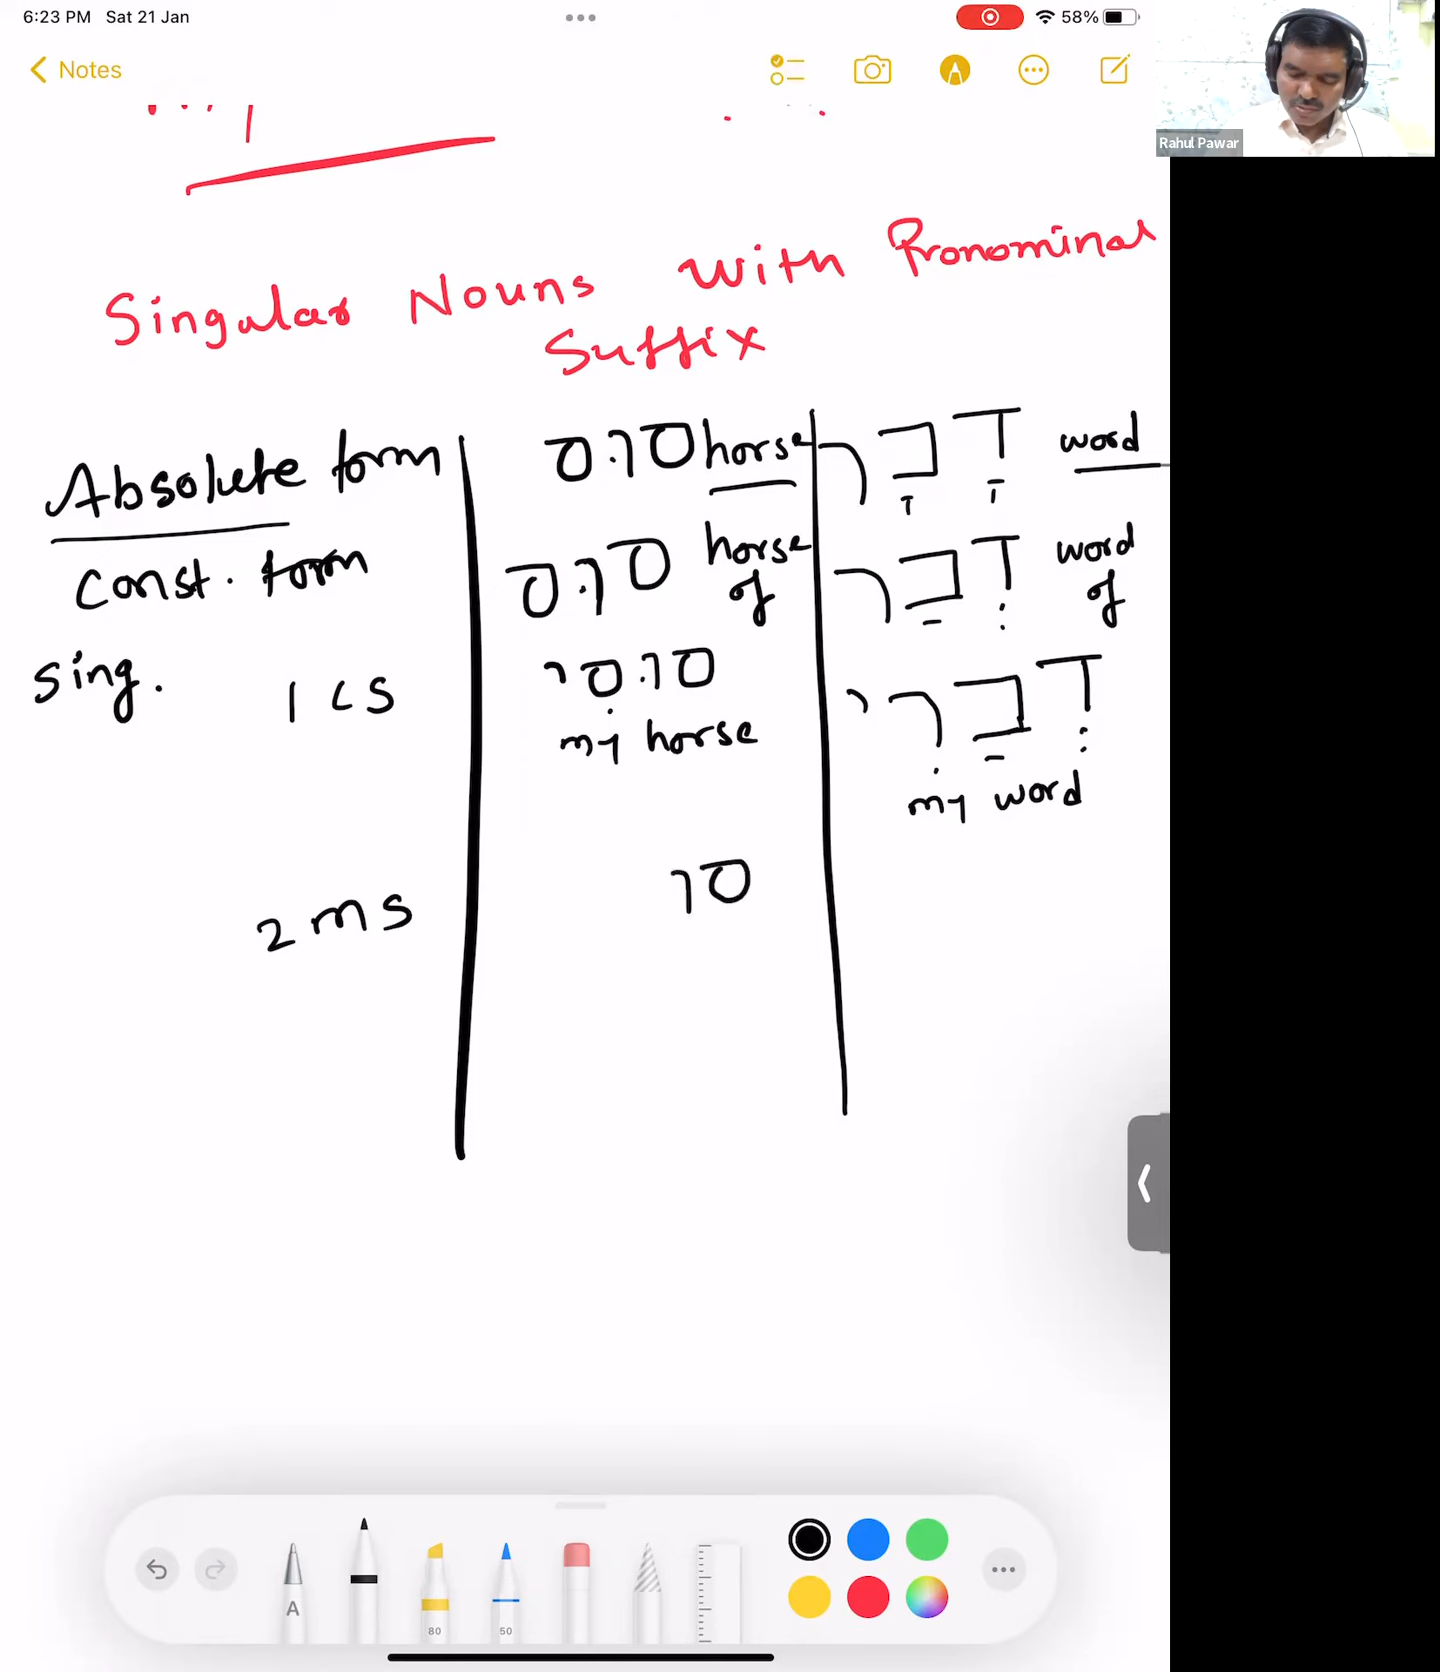 6:23 PM Sat 21 Jan
58%
Notes
Rahul Pawar
Singular Nouns with Pronominal
Suffix
Absolute form סוּס horse דָּבָר word
const. form סוּס horse of דְּבַר word of
sing. 1cs סוּסִי דְּבַרִי
my horse my word
2ms סו
A
80
50